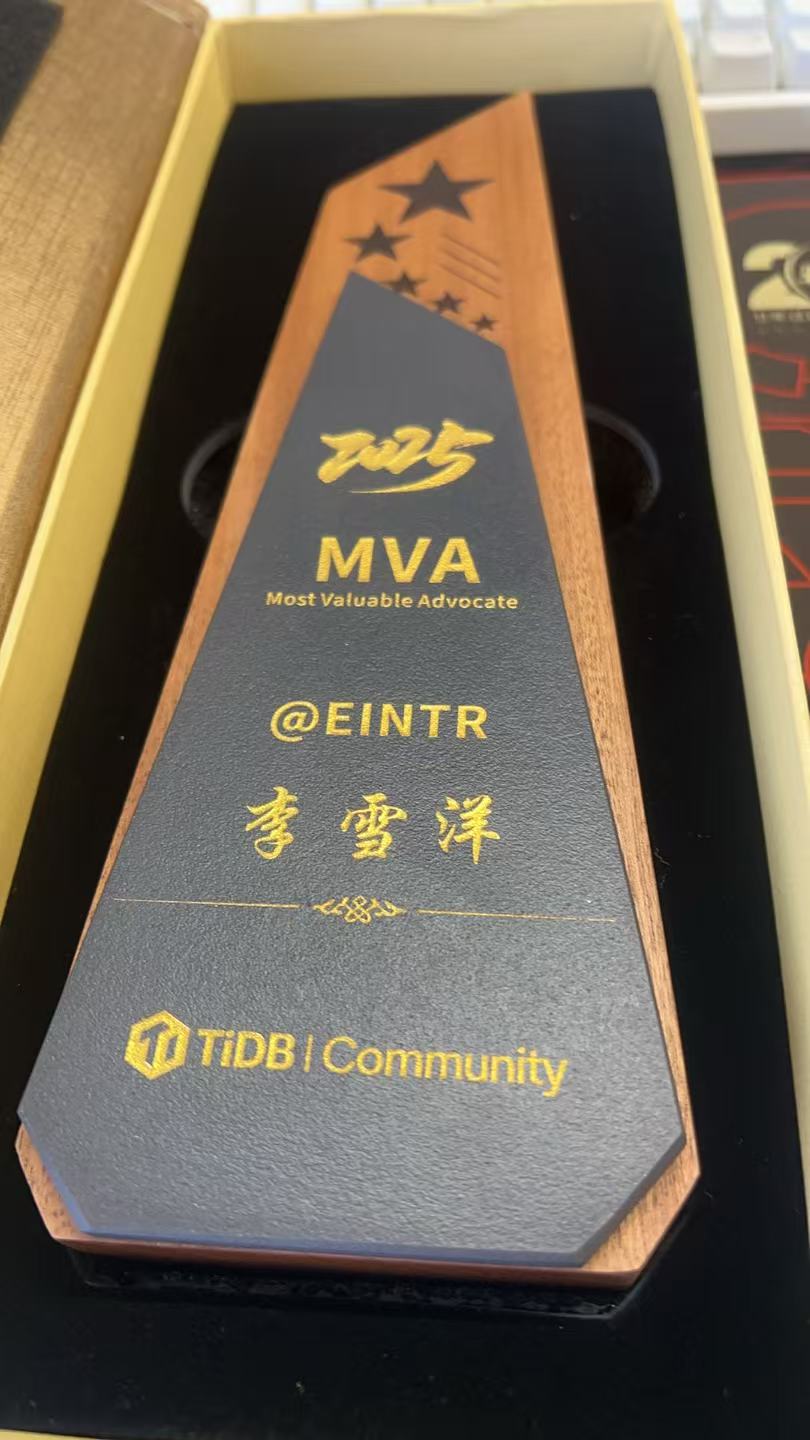 2025
MVA
Most Valuable Advocate
@EINTR
李雪洋
TiDB | Community